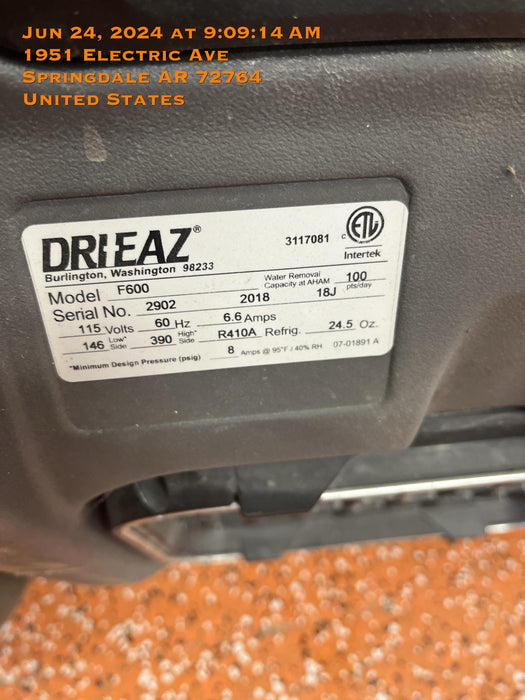 Jun 24, 2024 at 9:09:14 AM
1951 Electric Ave
Springdale AR 72764
United States
DRIEAZ®
3117081
C ETL
Intertek
Burlington, Washington 98233
Model F600
Water Removal Capacity at AHAM 100 pts/day
Serial No. 2902 2018 18J
115 Volts 60 Hz 6.6 Amps
146 Low* Side 390 High* Side R410A Refrig. 24.5 Oz.
*Minimum Design Pressure (psig) 8 Amps @ 95°F / 40% RH 07-01891 A